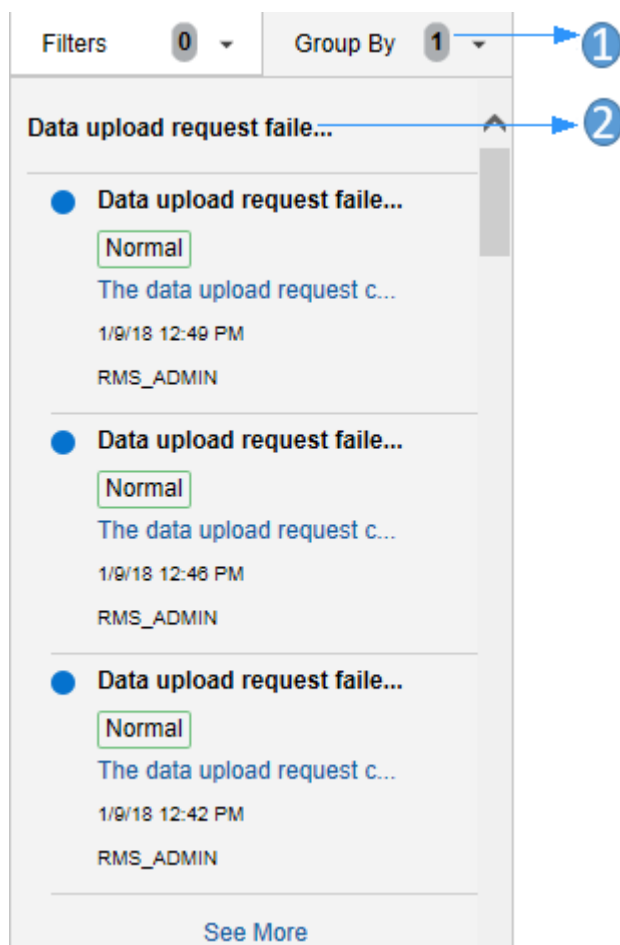 Filters 0 Group By 1 1
Data upload request faile... 2
Data upload request faile...
Normal
The data upload request c...
1/9/18 12:49 PM
RMS_ADMIN
Data upload request faile...
Normal
The data upload request c...
1/9/18 12:46 PM
RMS_ADMIN
Data upload request faile...
Normal
The data upload request c...
1/9/18 12:42 PM
RMS_ADMIN
See More